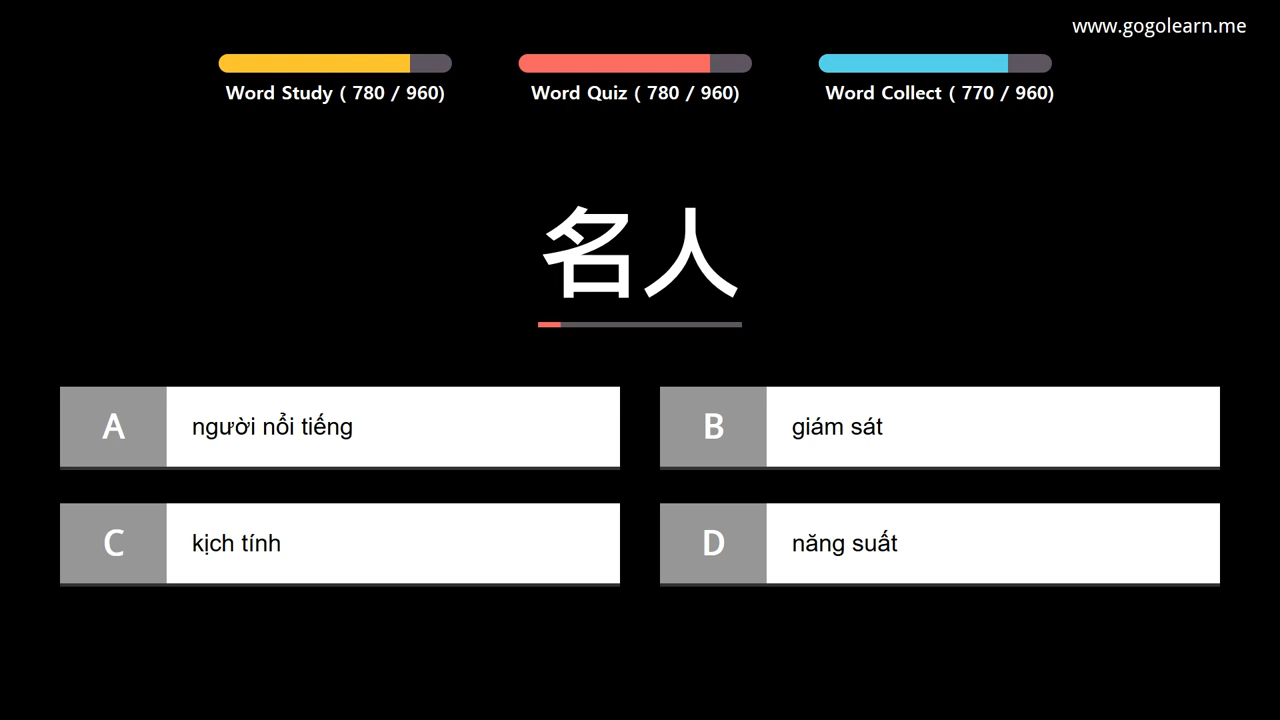 www.gogolearn.me
Word Study ( 780 / 960)
Word Quiz ( 780 / 960)
Word Collect ( 770 / 960)
名人
A người nổi tiếng
B giám sát
C kịch tính
D năng suất